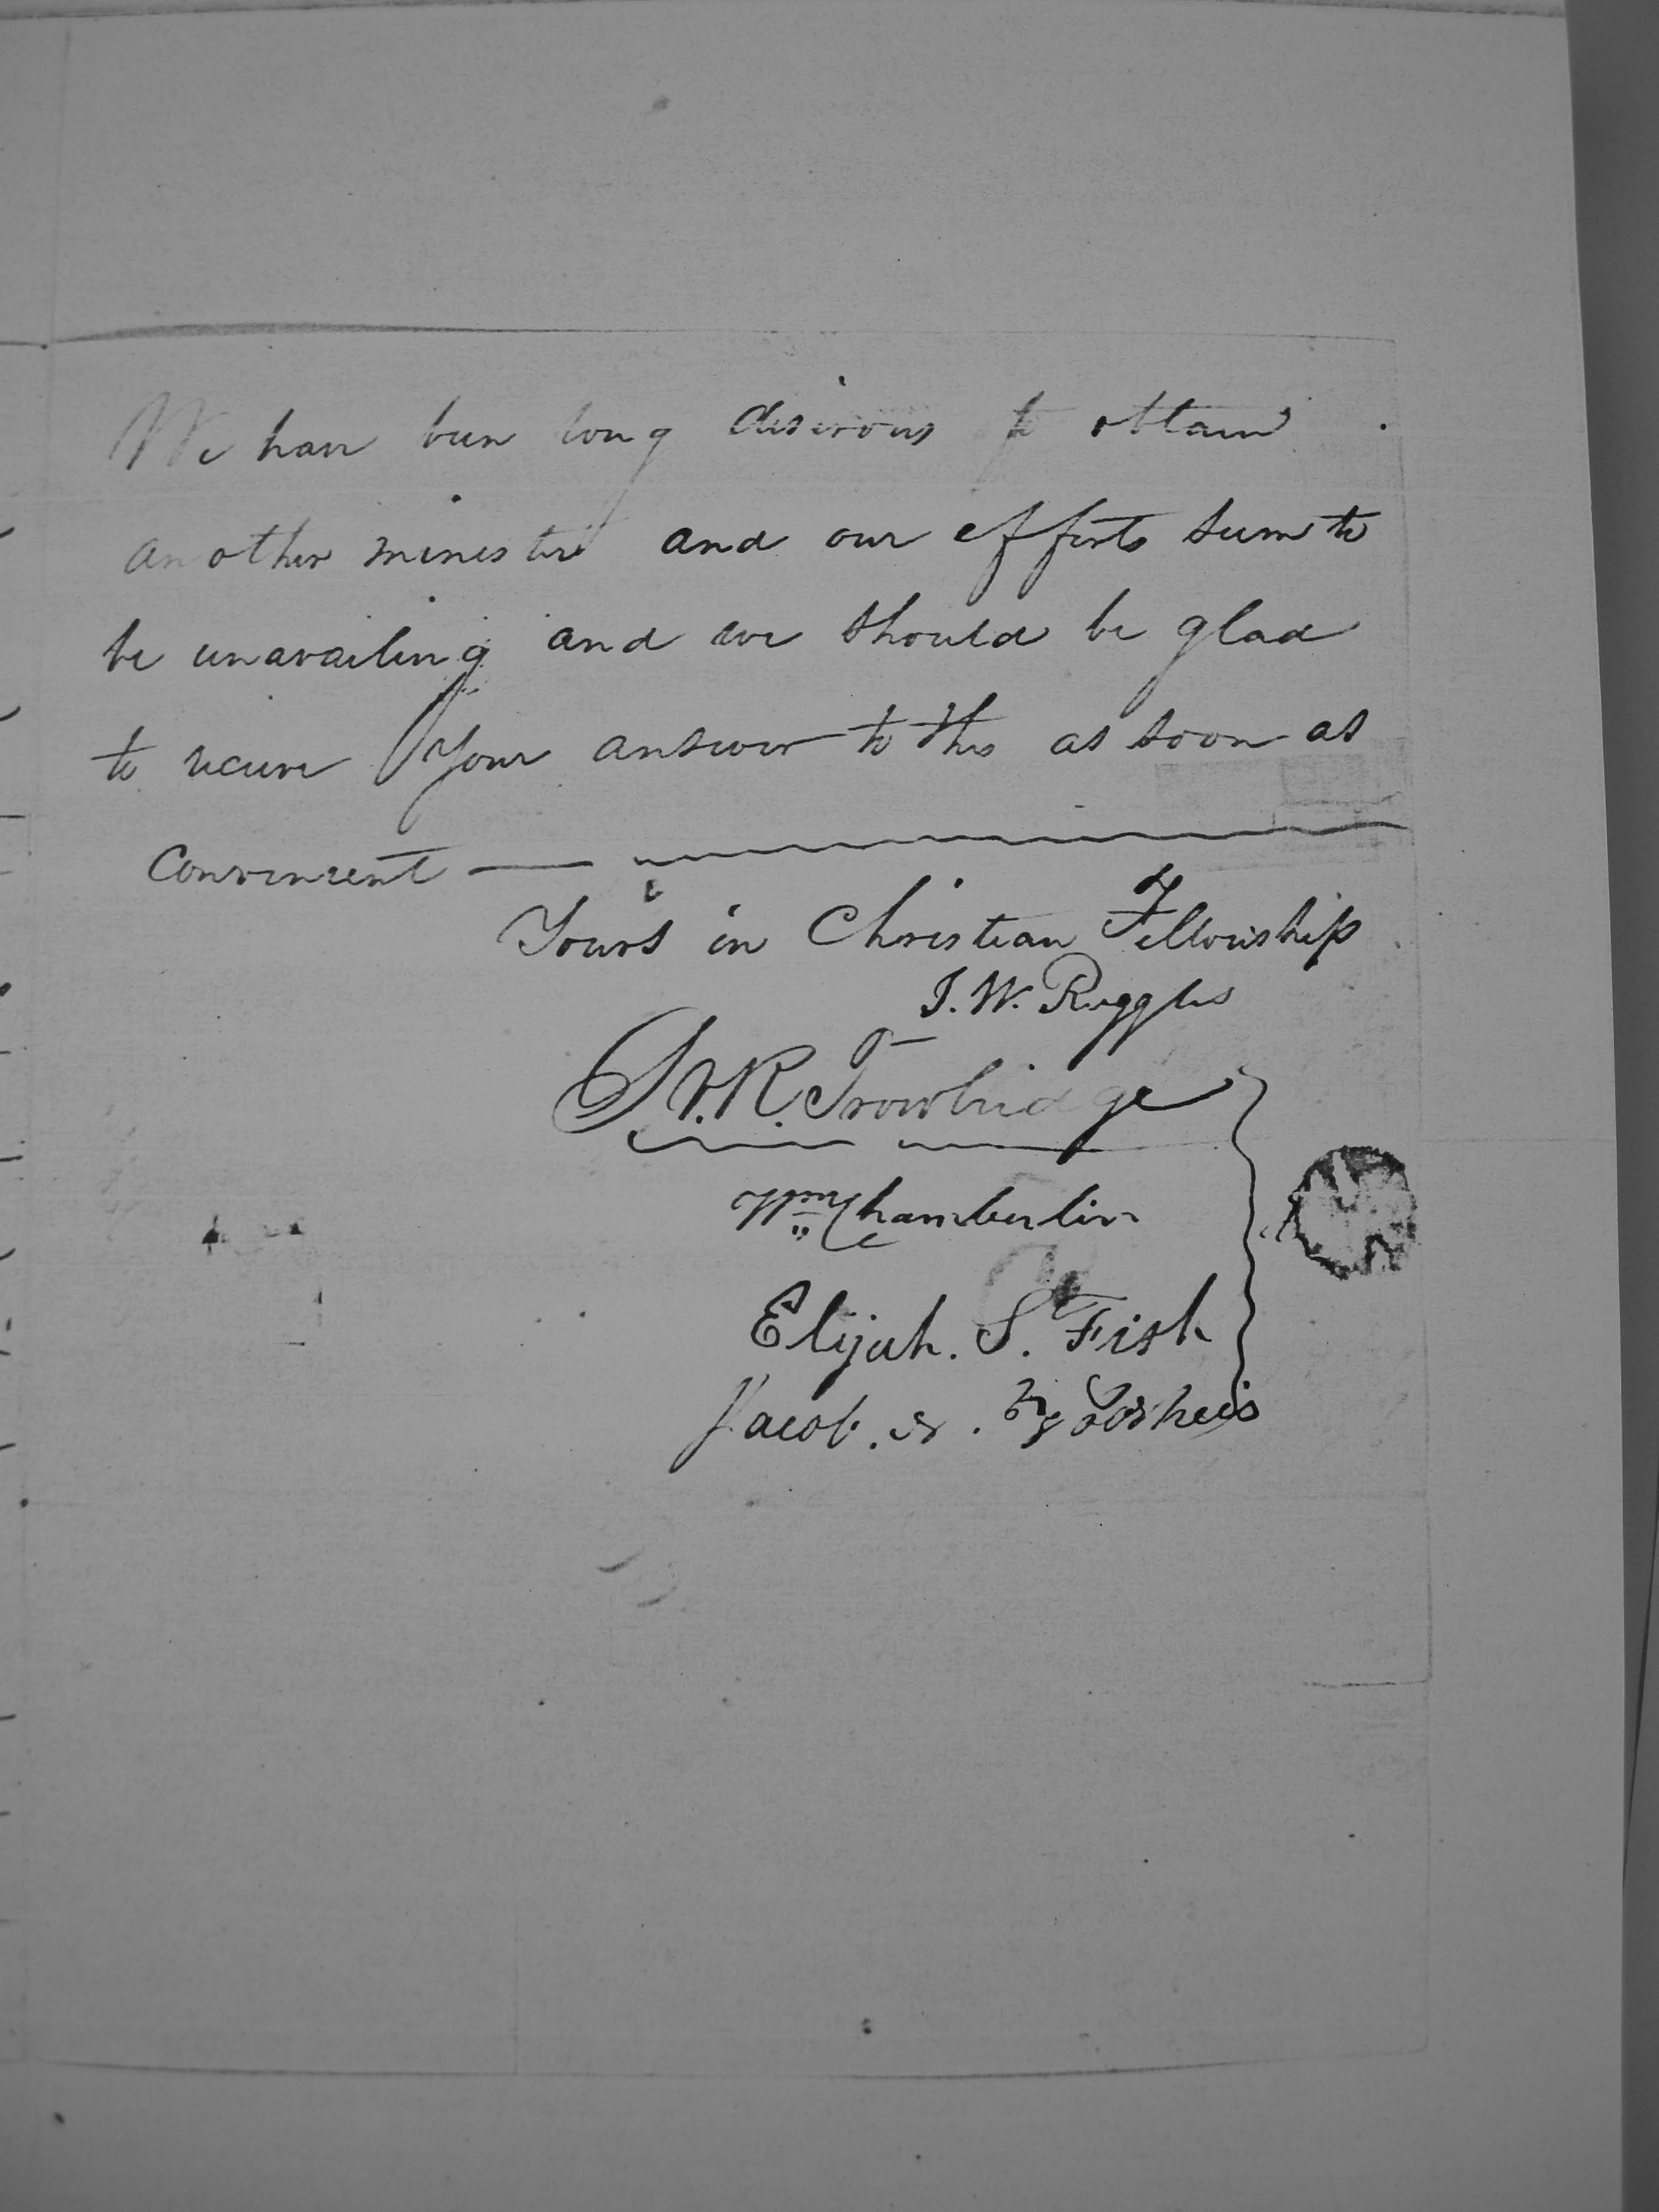 We have been long desirous to obtain
another minister and our efforts seem to
be unavailing and we should be glad
to receive Your answer to this as soon as
Convenient
Yours in Christian Fellowship
I. W. Ruggles
S. V. R. Trowbridge
Wm Chamberlin
Elijah. S. Fish
Jacob. N. Voorheis